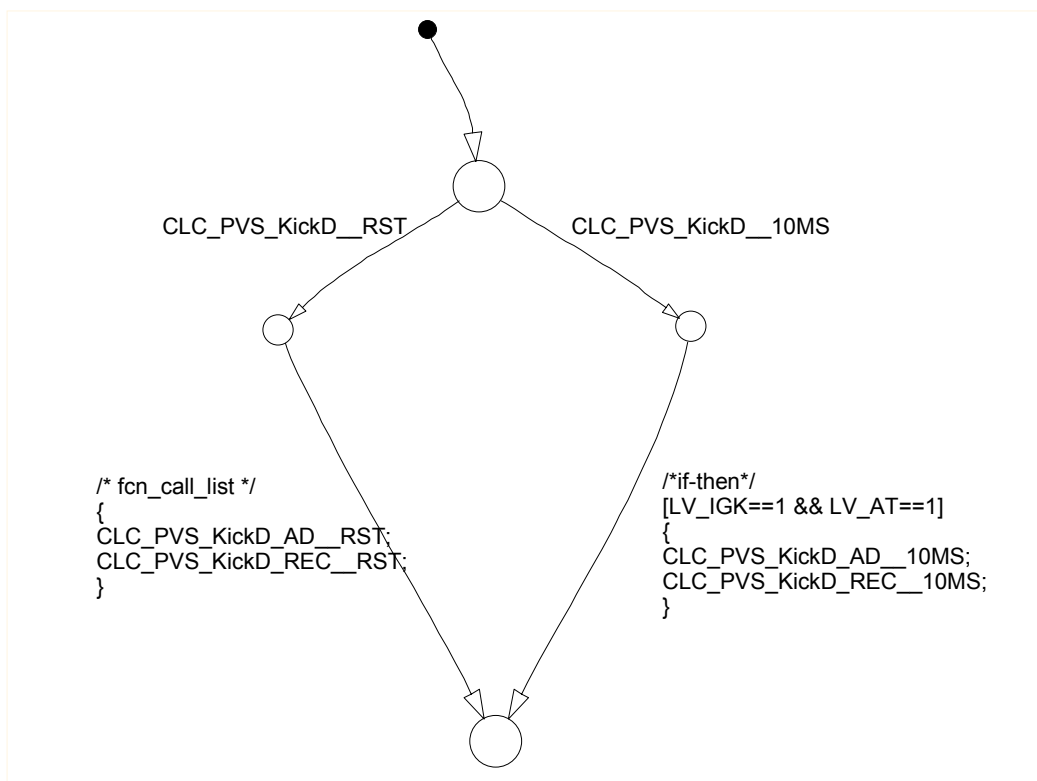 CLC_PVS_KickD__RST
CLC_PVS_KickD__10MS
/* fcn_call_list */
{
CLC_PVS_KickD_AD__RST;
CLC_PVS_KickD_REC__RST;
}
/*if-then*/
[LV_IGK==1 && LV_AT==1]
{
CLC_PVS_KickD_AD__10MS;
CLC_PVS_KickD_REC__10MS;
}